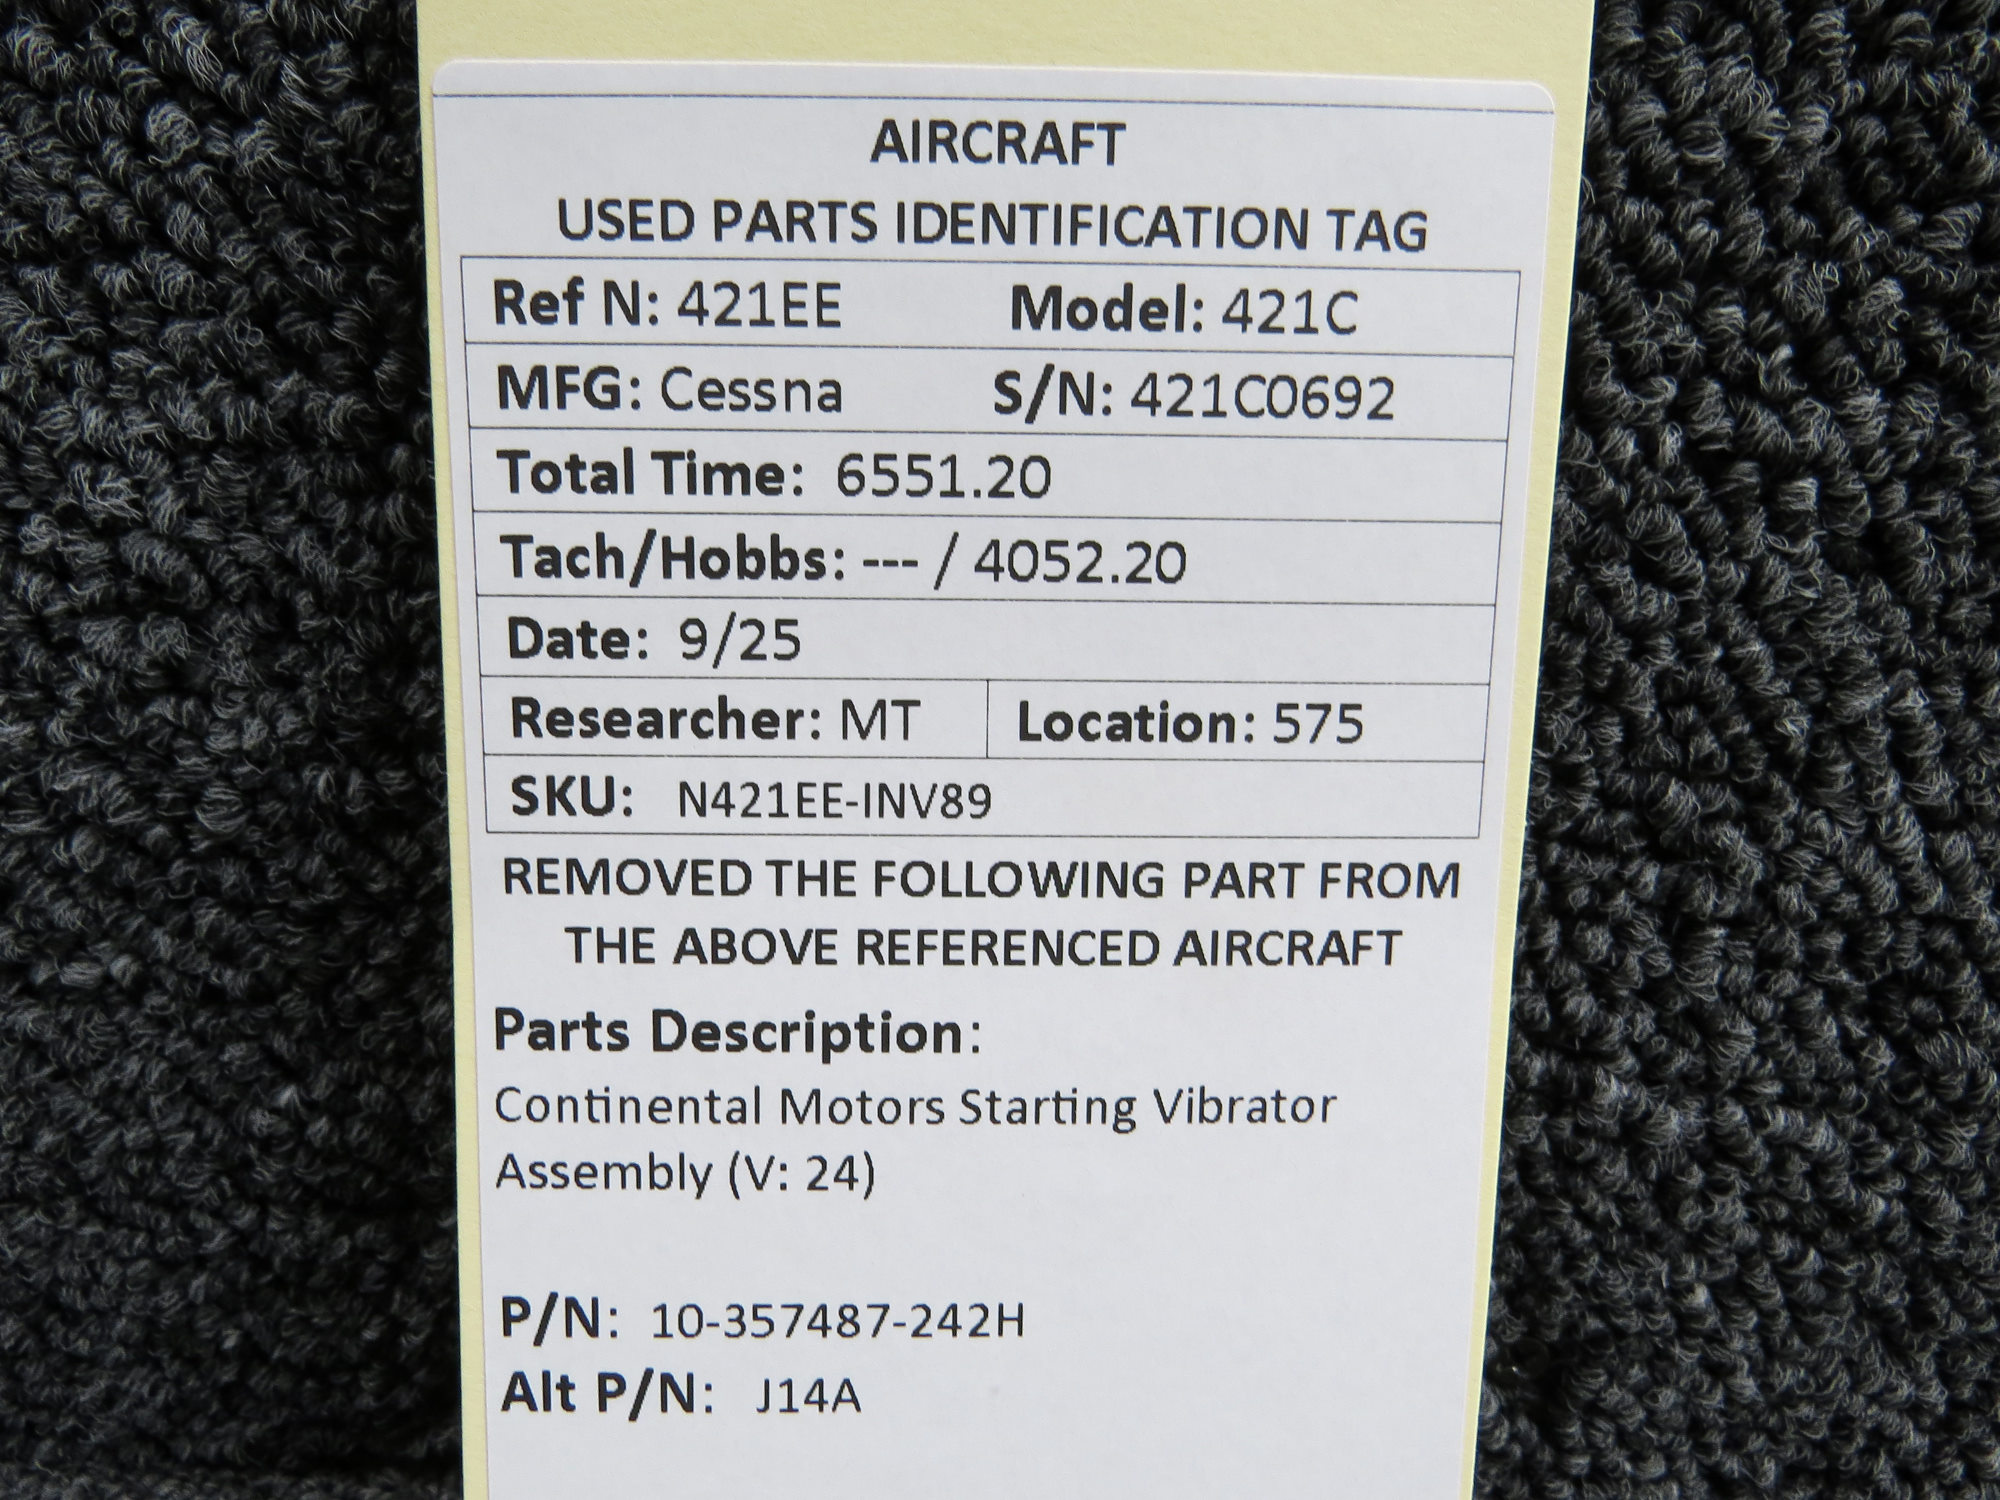 AIRCRAFT
USED PARTS IDENTIFICATION TAG
Ref N: 421EE Model: 421C
MFG: Cessna S/N: 421C0692
Total Time: 6551.20
Tach/Hobbs: --- / 4052.20
Date: 9/25
Researcher: MT Location: 575
SKU: N421EE-INV89
REMOVED THE FOLLOWING PART FROM
THE ABOVE REFERENCED AIRCRAFT
Parts Description:
Continental Motors Starting Vibrator
Assembly (V: 24)
P/N: 10-357487-242H
Alt P/N: J14A